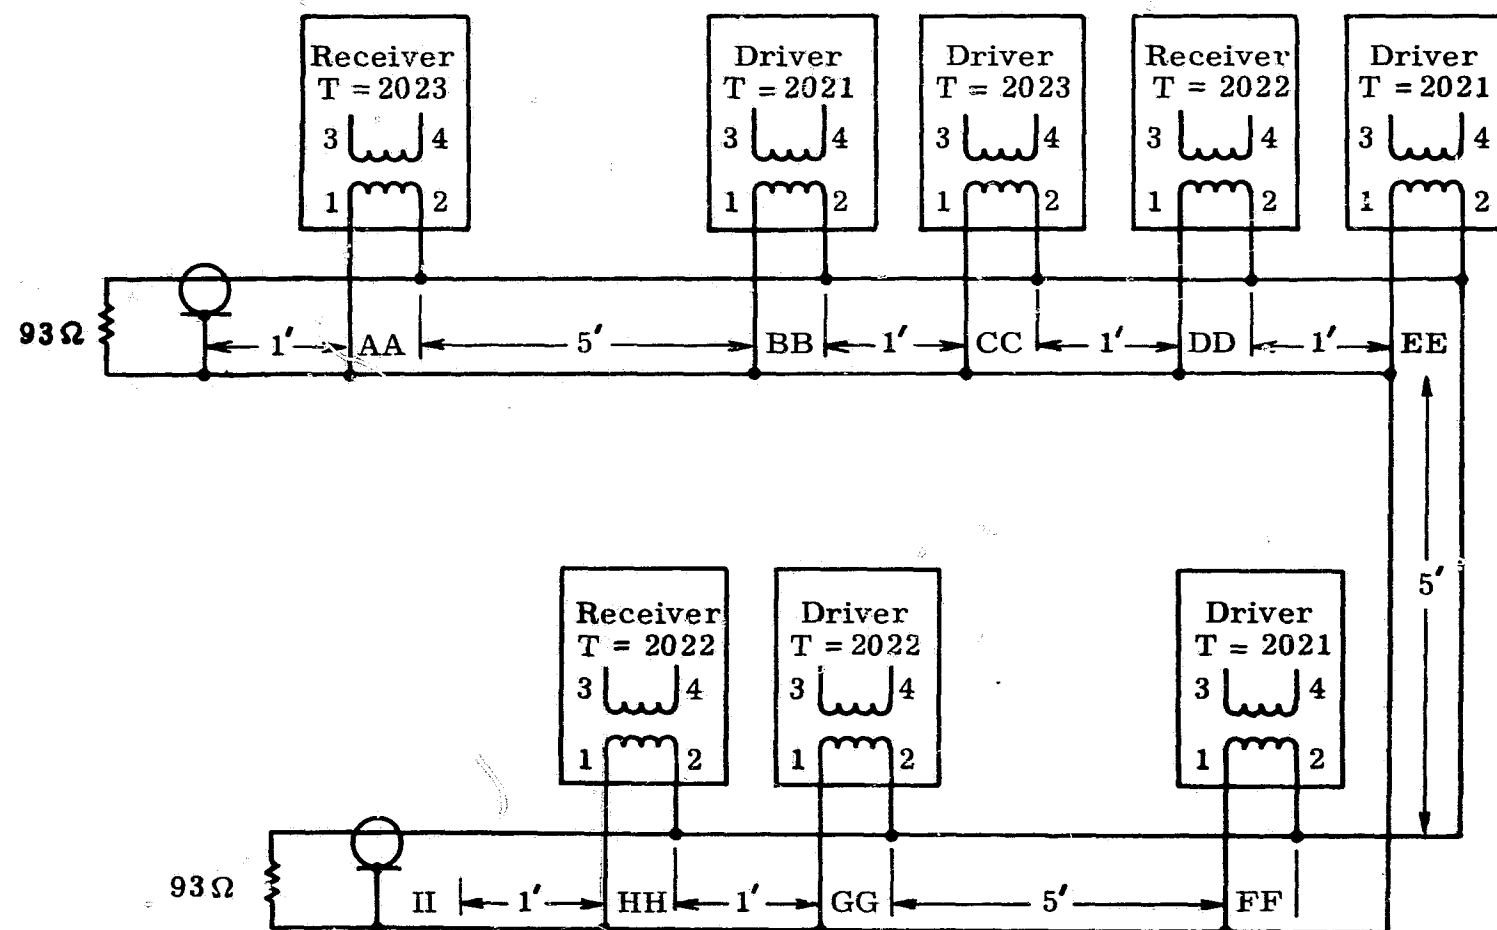 Receiver Driver Driver Receiver Driver
T = 2023 T = 2021 T = 2023 T = 2022 T = 2021
3 4 3 4 3 4 3 4 3 4
1 2 1 2 1 2 1 2 1 2
93Ω 1′ AA 5′ BB 1′ CC 1′ DD 1′ EE
5′
Receiver Driver Driver
T = 2022 T = 2022 T = 2021
3 4 3 4 3 4
1 2 1 2 1 2
93Ω II 1′ HH 1′ GG 5′ FF